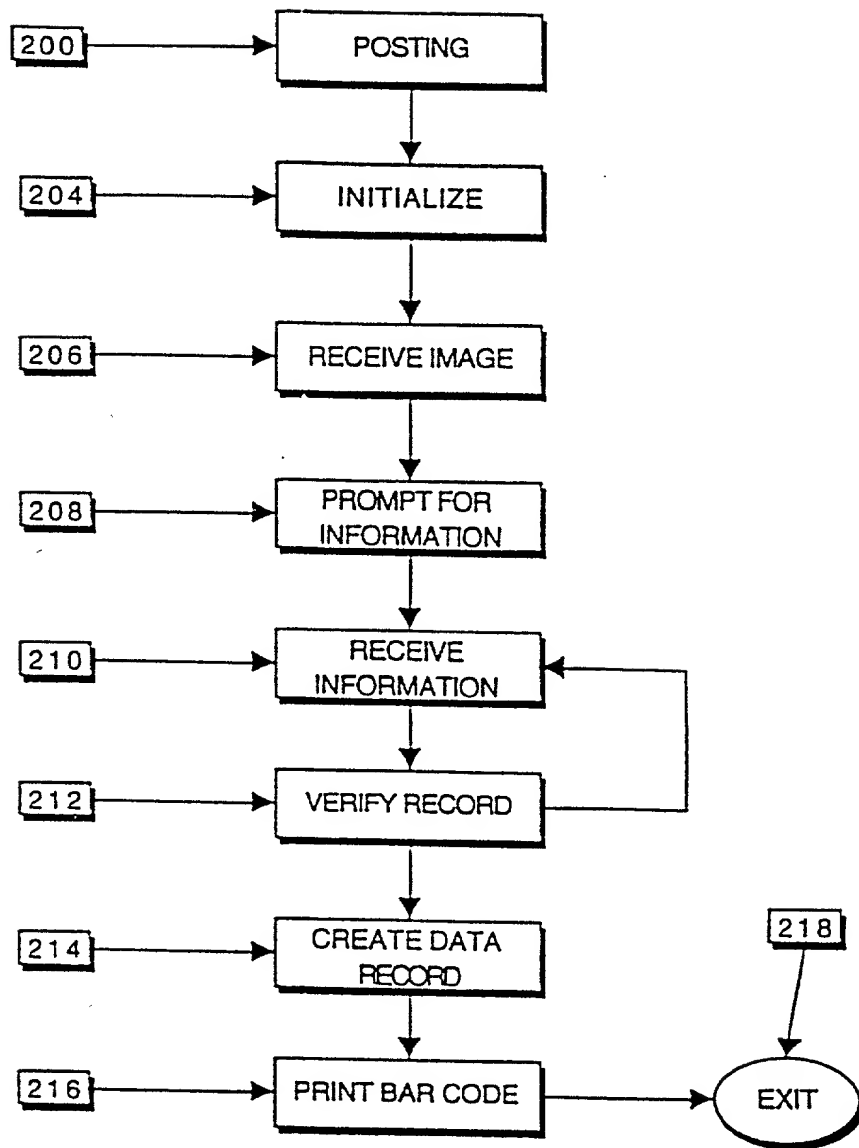 200
POSTING
204
INITIALIZE
206
RECEIVE IMAGE
208
PROMPT FOR
INFORMATION
210
RECEIVE
INFORMATION
212
VERIFY RECORD
214
CREATE DATA
RECORD
218
216
PRINT BAR CODE
EXIT